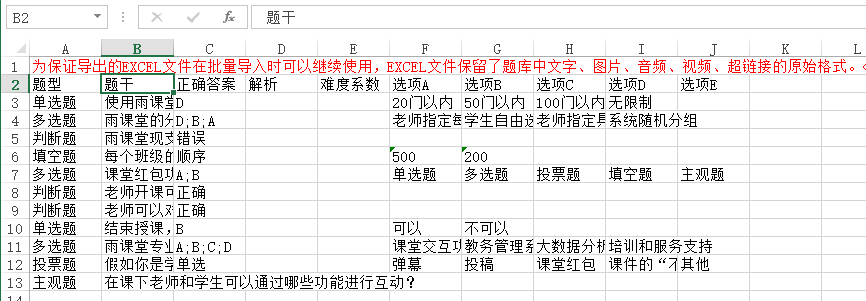 B2 fx 题干
A B C D E F G H I J K L
1 为保证导出的EXCEL文件在批量导入时可以继续使用，EXCEL文件保留了题库中文字、图片、音频、视频、超链接的原始格式。
2 题型 题干 正确答案 解析 难度系数 选项A 选项B 选项C 选项D 选项E
3 单选题 使用雨课堂 D 20门以内 50门以内 100门以内 无限制
4 多选题 雨课堂的分 D;B;A 老师指定每 学生自由选 老师指定 系统随机分组
5 判断题 雨课堂现支 错误
6 填空题 每个班级的 顺序 500 200
7 多选题 课堂红包功 A;B 单选题 多选题 投票题 填空题 主观题
8 判断题 老师开课可 正确
9 判断题 老师可以对 正确
10 单选题 结束授课， B 可以 不可以
11 多选题 雨课堂专业 A;B;C;D 课堂交互功 教务管理系 大数据分析 培训和服务支持
12 投票题 假如你是学 单选 弹幕 投稿 课堂红包 课件的“不 其他
13 主观题 在课下老师和学生可以通过哪些功能进行互动？